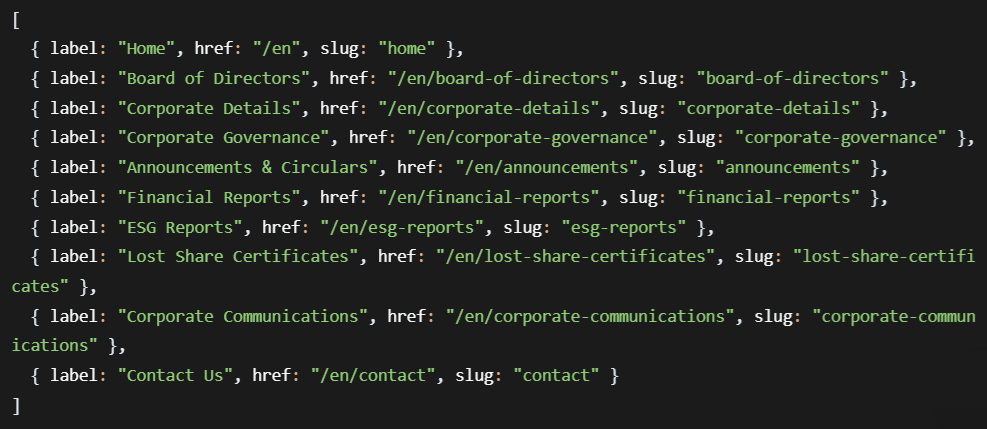 [
  { label: "Home", href: "/en", slug: "home" },
  { label: "Board of Directors", href: "/en/board-of-directors", slug: "board-of-directors" },
  { label: "Corporate Details", href: "/en/corporate-details", slug: "corporate-details" },
  { label: "Corporate Governance", href: "/en/corporate-governance", slug: "corporate-governance" },
  { label: "Announcements & Circulars", href: "/en/announcements", slug: "announcements" },
  { label: "Financial Reports", href: "/en/financial-reports", slug: "financial-reports" },
  { label: "ESG Reports", href: "/en/esg-reports", slug: "esg-reports" },
  { label: "Lost Share Certificates", href: "/en/lost-share-certificates", slug: "lost-share-certifi
cates" },
  { label: "Corporate Communications", href: "/en/corporate-communications", slug: "corporate-commun
ications" },
  { label: "Contact Us", href: "/en/contact", slug: "contact" }
]